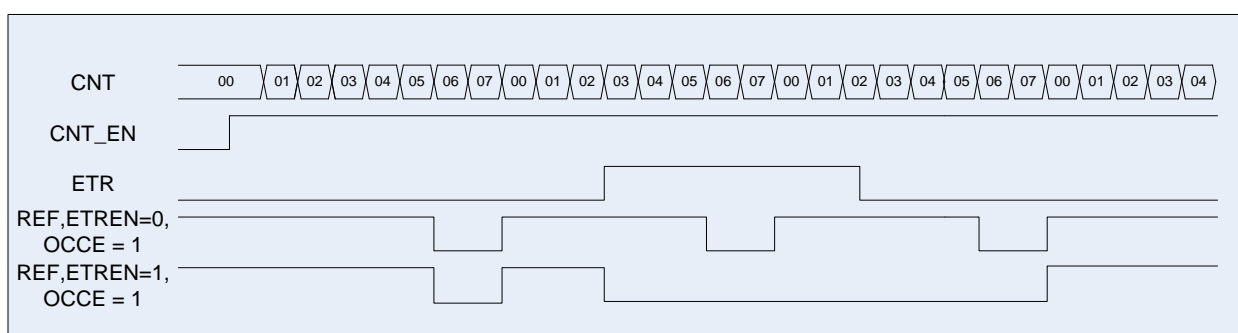 CNT 00 01 02 03 04 05 06 07 00 01 02 03 04 05 06 07 00 01 02 03 04 05 06 07 00 01 02 03 04
CNT_EN
ETR
REF,ETREN=0,
OCCE = 1
REF,ETREN=1,
OCCE = 1